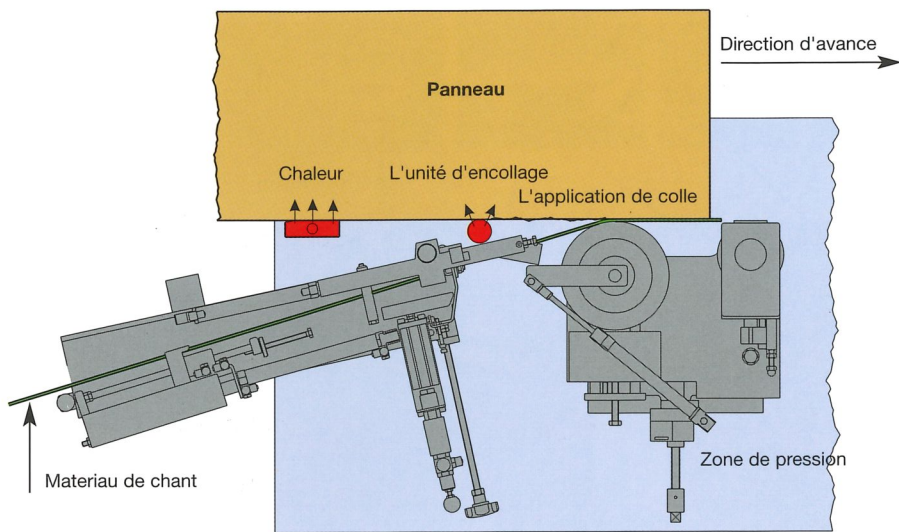 Direction d'avance
Panneau
Chaleur
L'unité d'encollage
L'application de colle
Materiau de chant
Zone de pression